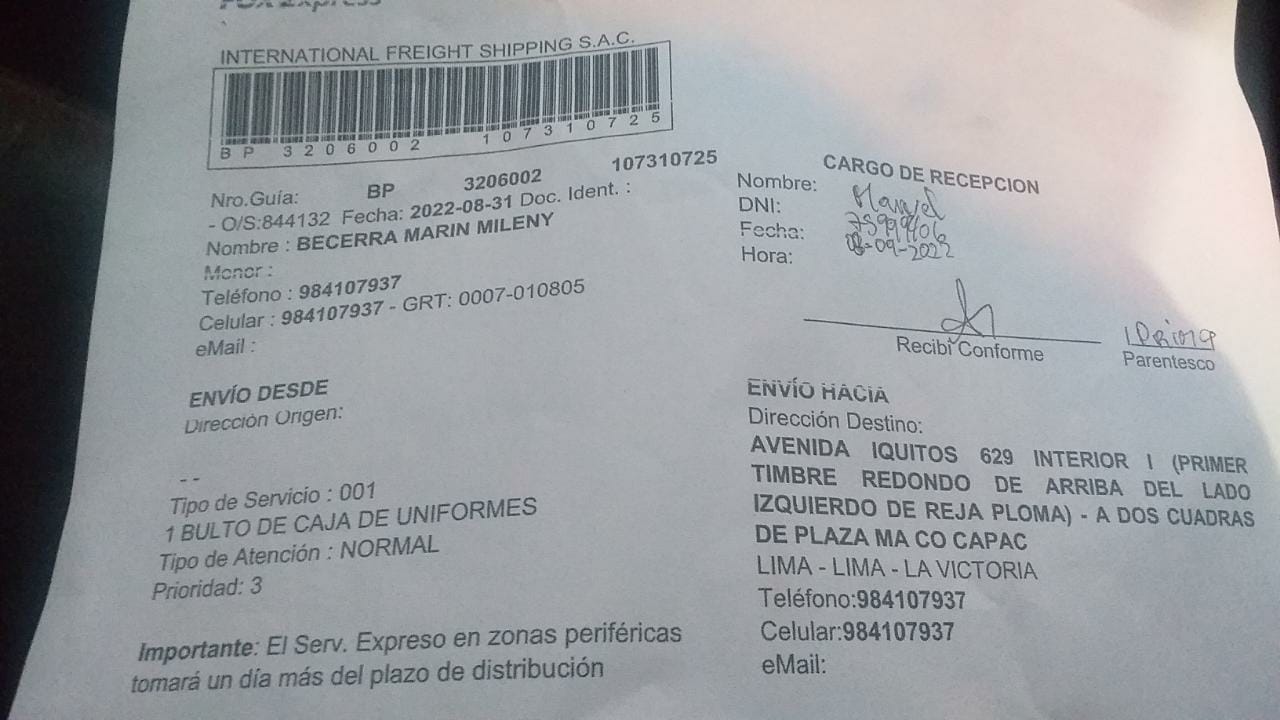 INTERNATIONAL FREIGHT SHIPPING S.A.C.
BP 3206002 107310725
Nro.Guía: BP 3206002 107310725
- O/S:844132 Fecha: 2022-08-31 Doc. Ident. :
Nombre : BECERRA MARIN MILENY
Menor :
Teléfono : 984107937
Celular : 984107937 - GRT: 0007-010805
eMail :
ENVÍO DESDE
Dirección Origen:
- -
Tipo de Servicio : 001
1 BULTO DE CAJA DE UNIFORMES
Tipo de Atención : NORMAL
Prioridad: 3
Importante: El Serv. Expreso en zonas periféricas
tomará un día más del plazo de distribución
CARGO DE RECEPCION
Nombre: Manuel
DNI:
Fecha: 08-09-2022
Hora:
Recibi Conforme
Parentesco
ENVÍO HACIA
Dirección Destino:
AVENIDA IQUITOS 629 INTERIOR I (PRIMER
TIMBRE REDONDO DE ARRIBA DEL LADO
IZQUIERDO DE REJA PLOMA) - A DOS CUADRAS
DE PLAZA MA CO CAPAC
LIMA - LIMA - LA VICTORIA
Teléfono:984107937
Celular:984107937
eMail: